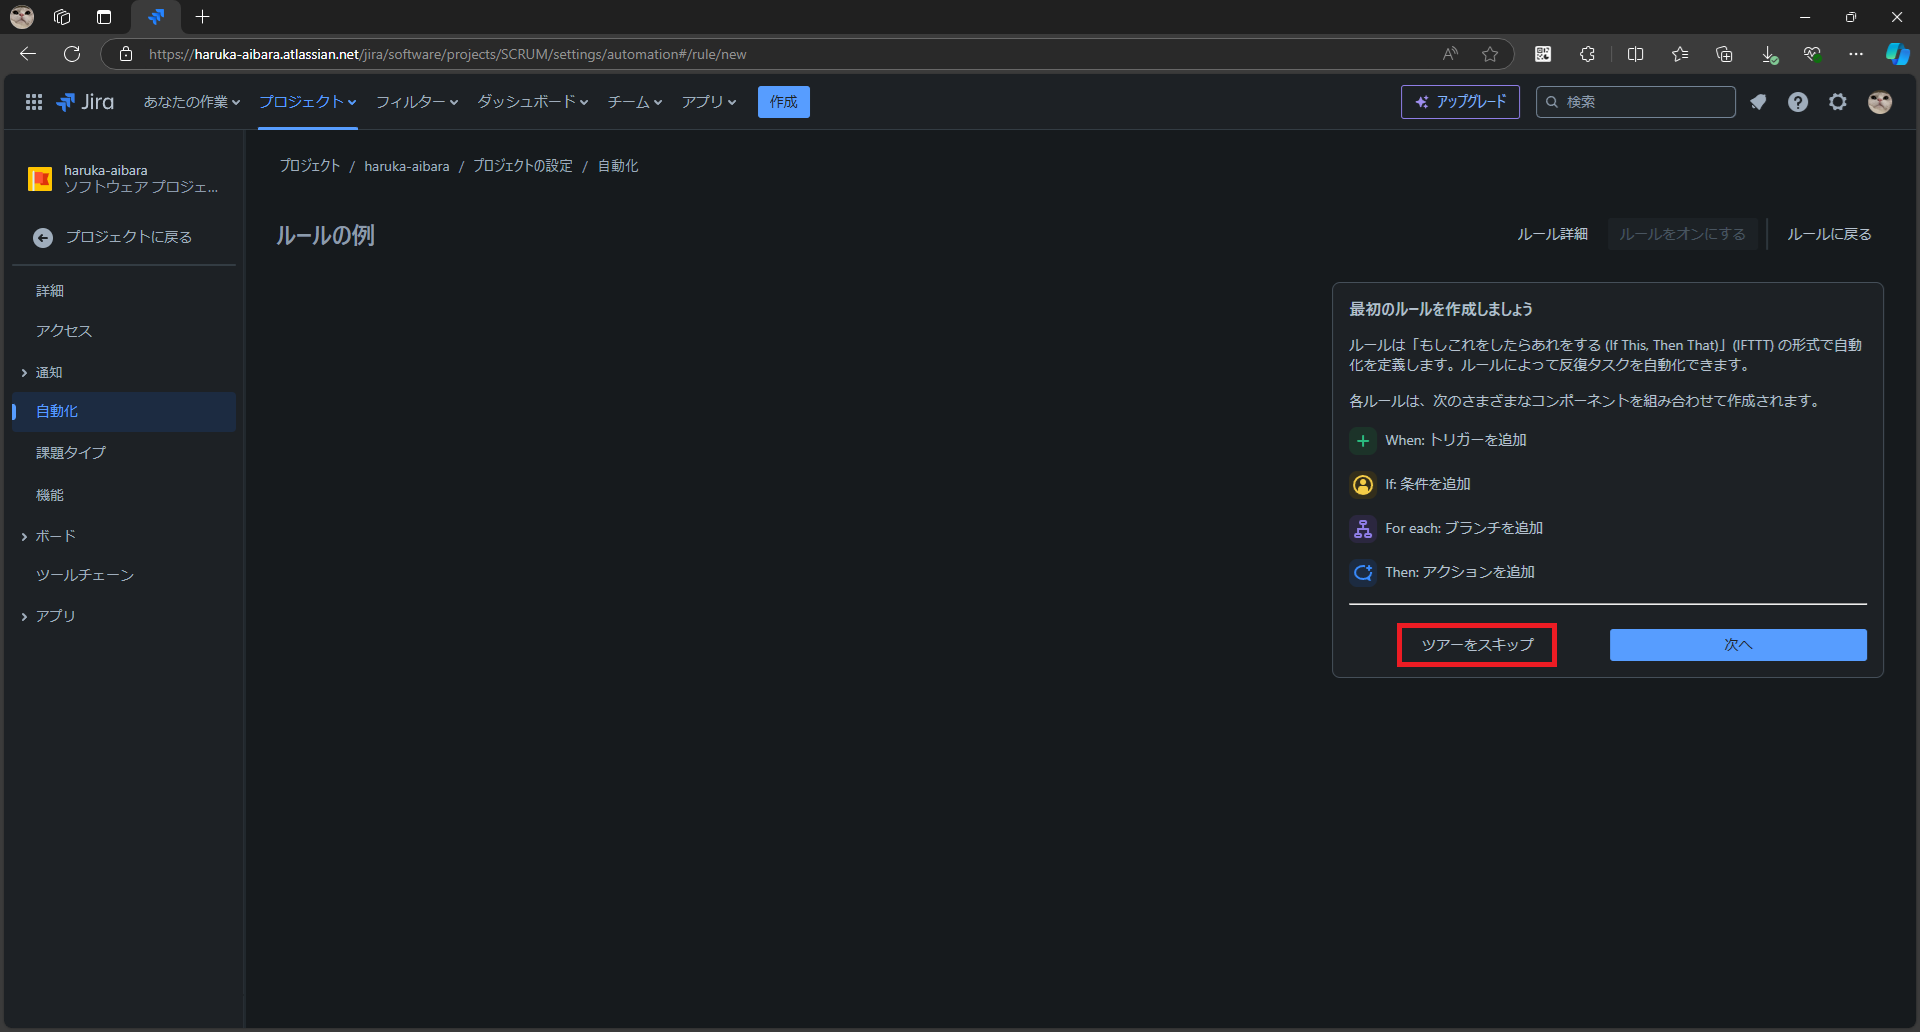 https://haruka-aibara.atlassian.net/jira/software/projects/SCRUM/settings/automation#/rule/new
Jira
あなたの作業
プロジェクト
フィルター
ダッシュボード
チーム
アプリ
作成
アップグレード
検索
haruka-aibara
ソフトウェア プロジェ...
プロジェクトに戻る
詳細
アクセス
通知
自動化
課題タイプ
機能
ボード
ツールチェーン
アプリ
プロジェクト / haruka-aibara / プロジェクトの設定 / 自動化
ルールの例
ルール詳細
ルールをオンにする
ルールに戻る
最初のルールを作成しましょう
ルールは「もしこれをしたらあれをする (If This, Then That)」(IFTTT) の形式で自動
化を定義します。ルールによって反復タスクを自動化できます。
各ルールは、次のさまざまなコンポーネントを組み合わせて作成されます。
When: トリガーを追加
If: 条件を追加
For each: ブランチを追加
Then: アクションを追加
ツアーをスキップ
次へ